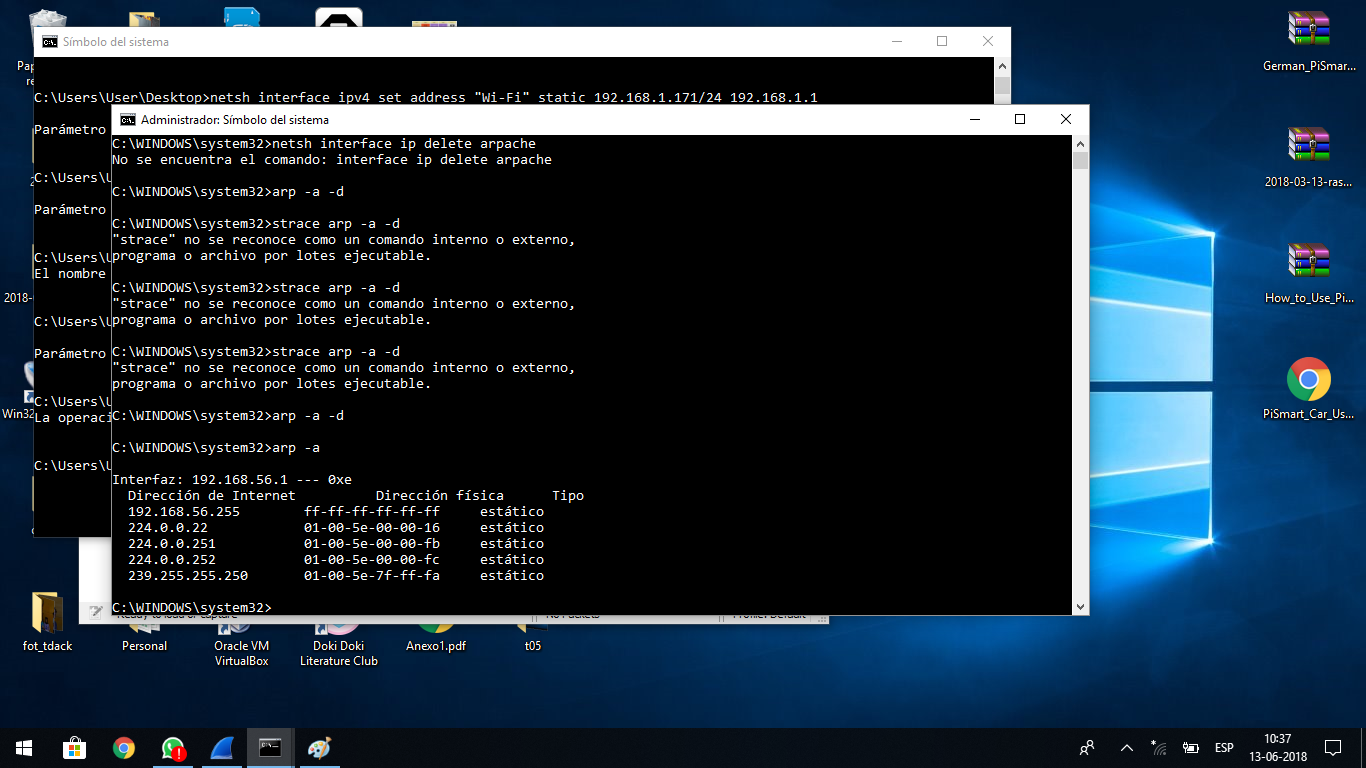 Símbolo del sistema
C:\Users\User\Desktop>netsh interface ipv4 set address "Wi-Fi" static 192.168.1.171/24 192.168.1.1
Parámetro
C:\Users\U
Parámetro
C:\Users\U
El nombre
C:\Users\U
Parámetro
C:\Users\U
La operaci
C:\Users\U
Administrador: Símbolo del sistema
C:\WINDOWS\system32>netsh interface ip delete arpache
No se encuentra el comando: interface ip delete arpache
C:\WINDOWS\system32>arp -a -d
C:\WINDOWS\system32>strace arp -a -d
"strace" no se reconoce como un comando interno o externo,
programa o archivo por lotes ejecutable.
C:\WINDOWS\system32>strace arp -a -d
"strace" no se reconoce como un comando interno o externo,
programa o archivo por lotes ejecutable.
C:\WINDOWS\system32>strace arp -a -d
"strace" no se reconoce como un comando interno o externo,
programa o archivo por lotes ejecutable.
C:\WINDOWS\system32>arp -a -d
C:\WINDOWS\system32>arp -a
Interfaz: 192.168.56.1 --- 0xe
Dirección de Internet Dirección física Tipo
192.168.56.255 ff-ff-ff-ff-ff-ff estático
224.0.0.22 01-00-5e-00-00-16 estático
224.0.0.251 01-00-5e-00-00-fb estático
224.0.0.252 01-00-5e-00-00-fc estático
239.255.255.250 01-00-5e-7f-ff-fa estático
C:\WINDOWS\system32>
Ready to load or capture
No Packets
Profile: Default
Pap
re
2018-
Win32
German_PiSmar...
2018-03-13-ras...
How_to_Use_Pi...
PiSmart_Car_Us...
fot_tdack
Personal
Oracle VM
VirtualBox
Doki Doki
Literature Club
Anexo1.pdf
t05
ESP
10:37
13-06-2018